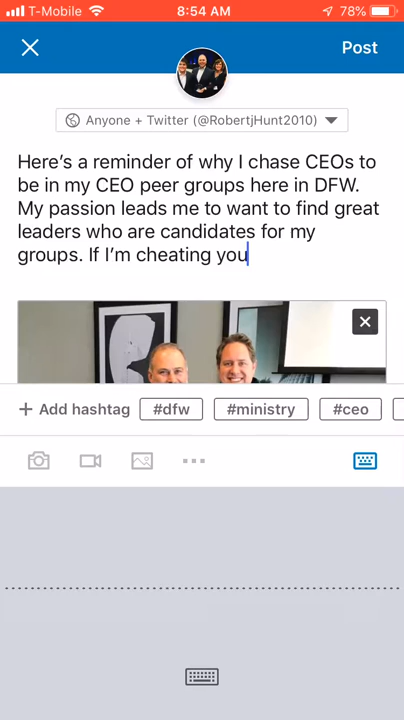 T-Mobile 8:54 AM 78%
Post
Anyone + Twitter (@RobertjHunt2010)
Here's a reminder of why I chase CEOs to
be in my CEO peer groups here in DFW.
My passion leads me to want to find great
leaders who are candidates for my
groups. If I'm cheating you
+ Add hashtag #dfw #ministry #ceo